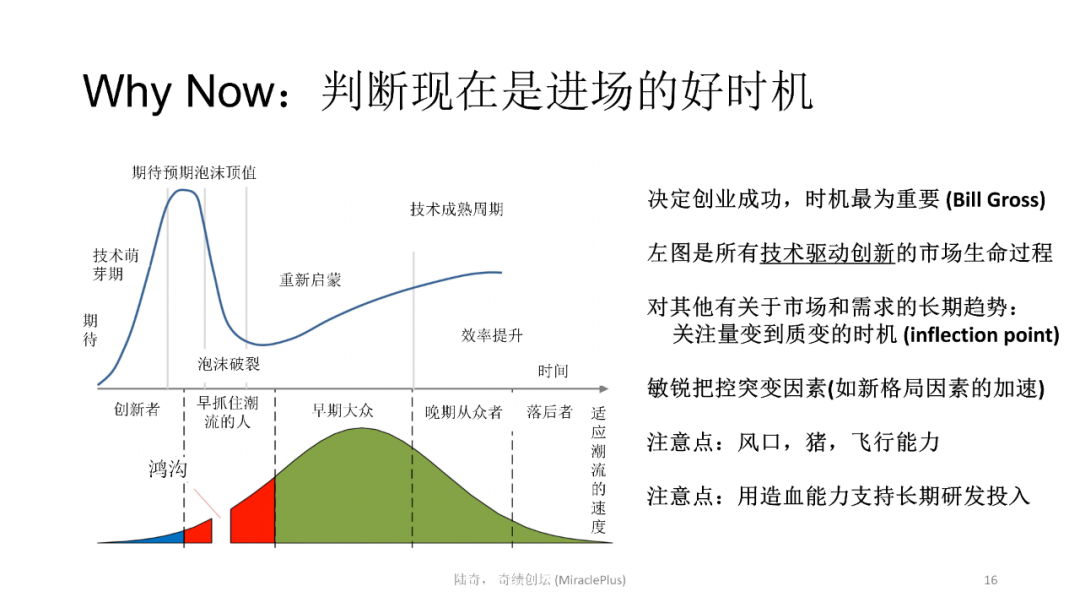 Why Now：判断现在是进场的好时机
期待预期泡沫顶值
技术成熟周期
技术萌
芽期
重新启蒙
期
待
效率提升
泡沫破裂
时间
创新者
早抓住潮
流的人
早期大众
晚期从众者
落后者
适
应
潮
流
的
速
度
鸿沟
决定创业成功，时机最为重要 (Bill Gross)
左图是所有技术驱动创新的市场生命过程
对其他有关于市场和需求的长期趋势：
关注量变到质变的时机 (inflection point)
敏锐把控突变因素(如新格局因素的加速)
注意点：风口，猪，飞行能力
注意点：用造血能力支持长期研发投入
陆奇， 奇绩创坛 (MiraclePlus)
16